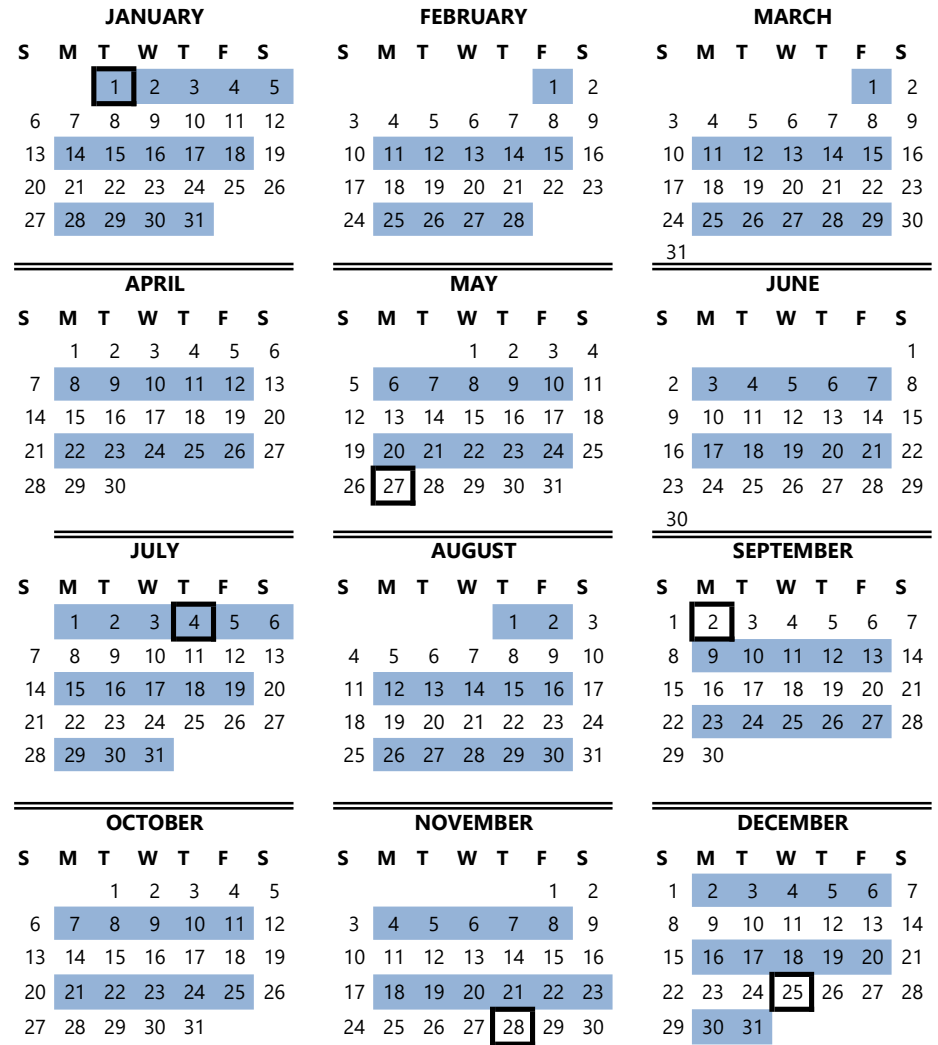 JANUARY
S M T W T F S
1 2 3 4 5
6 7 8 9 10 11 12
13 14 15 16 17 18 19
20 21 22 23 24 25 26
27 28 29 30 31
FEBRUARY
S M T W T F S
1 2
3 4 5 6 7 8 9
10 11 12 13 14 15 16
17 18 19 20 21 22 23
24 25 26 27 28
MARCH
S M T W T F S
1 2
3 4 5 6 7 8 9
10 11 12 13 14 15 16
17 18 19 20 21 22 23
24 25 26 27 28 29 30
31
APRIL
S M T W T F S
1 2 3 4 5 6
7 8 9 10 11 12 13
14 15 16 17 18 19 20
21 22 23 24 25 26 27
28 29 30
MAY
S M T W T F S
1 2 3 4
5 6 7 8 9 10 11
12 13 14 15 16 17 18
19 20 21 22 23 24 25
26 27 28 29 30 31
JUNE
S M T W T F S
1
2 3 4 5 6 7 8
9 10 11 12 13 14 15
16 17 18 19 20 21 22
23 24 25 26 27 28 29
30
JULY
S M T W T F S
1 2 3 4 5 6
7 8 9 10 11 12 13
14 15 16 17 18 19 20
21 22 23 24 25 26 27
28 29 30 31
AUGUST
S M T W T F S
1 2 3
4 5 6 7 8 9 10
11 12 13 14 15 16 17
18 19 20 21 22 23 24
25 26 27 28 29 30 31
SEPTEMBER
S M T W T F S
1 2 3 4 5 6 7
8 9 10 11 12 13 14
15 16 17 18 19 20 21
22 23 24 25 26 27 28
29 30
OCTOBER
S M T W T F S
1 2 3 4 5
6 7 8 9 10 11 12
13 14 15 16 17 18 19
20 21 22 23 24 25 26
27 28 29 30 31
NOVEMBER
S M T W T F S
1 2
3 4 5 6 7 8 9
10 11 12 13 14 15 16
17 18 19 20 21 22 23
24 25 26 27 28 29 30
DECEMBER
S M T W T F S
1 2 3 4 5 6 7
8 9 10 11 12 13 14
15 16 17 18 19 20 21
22 23 24 25 26 27 28
29 30 31